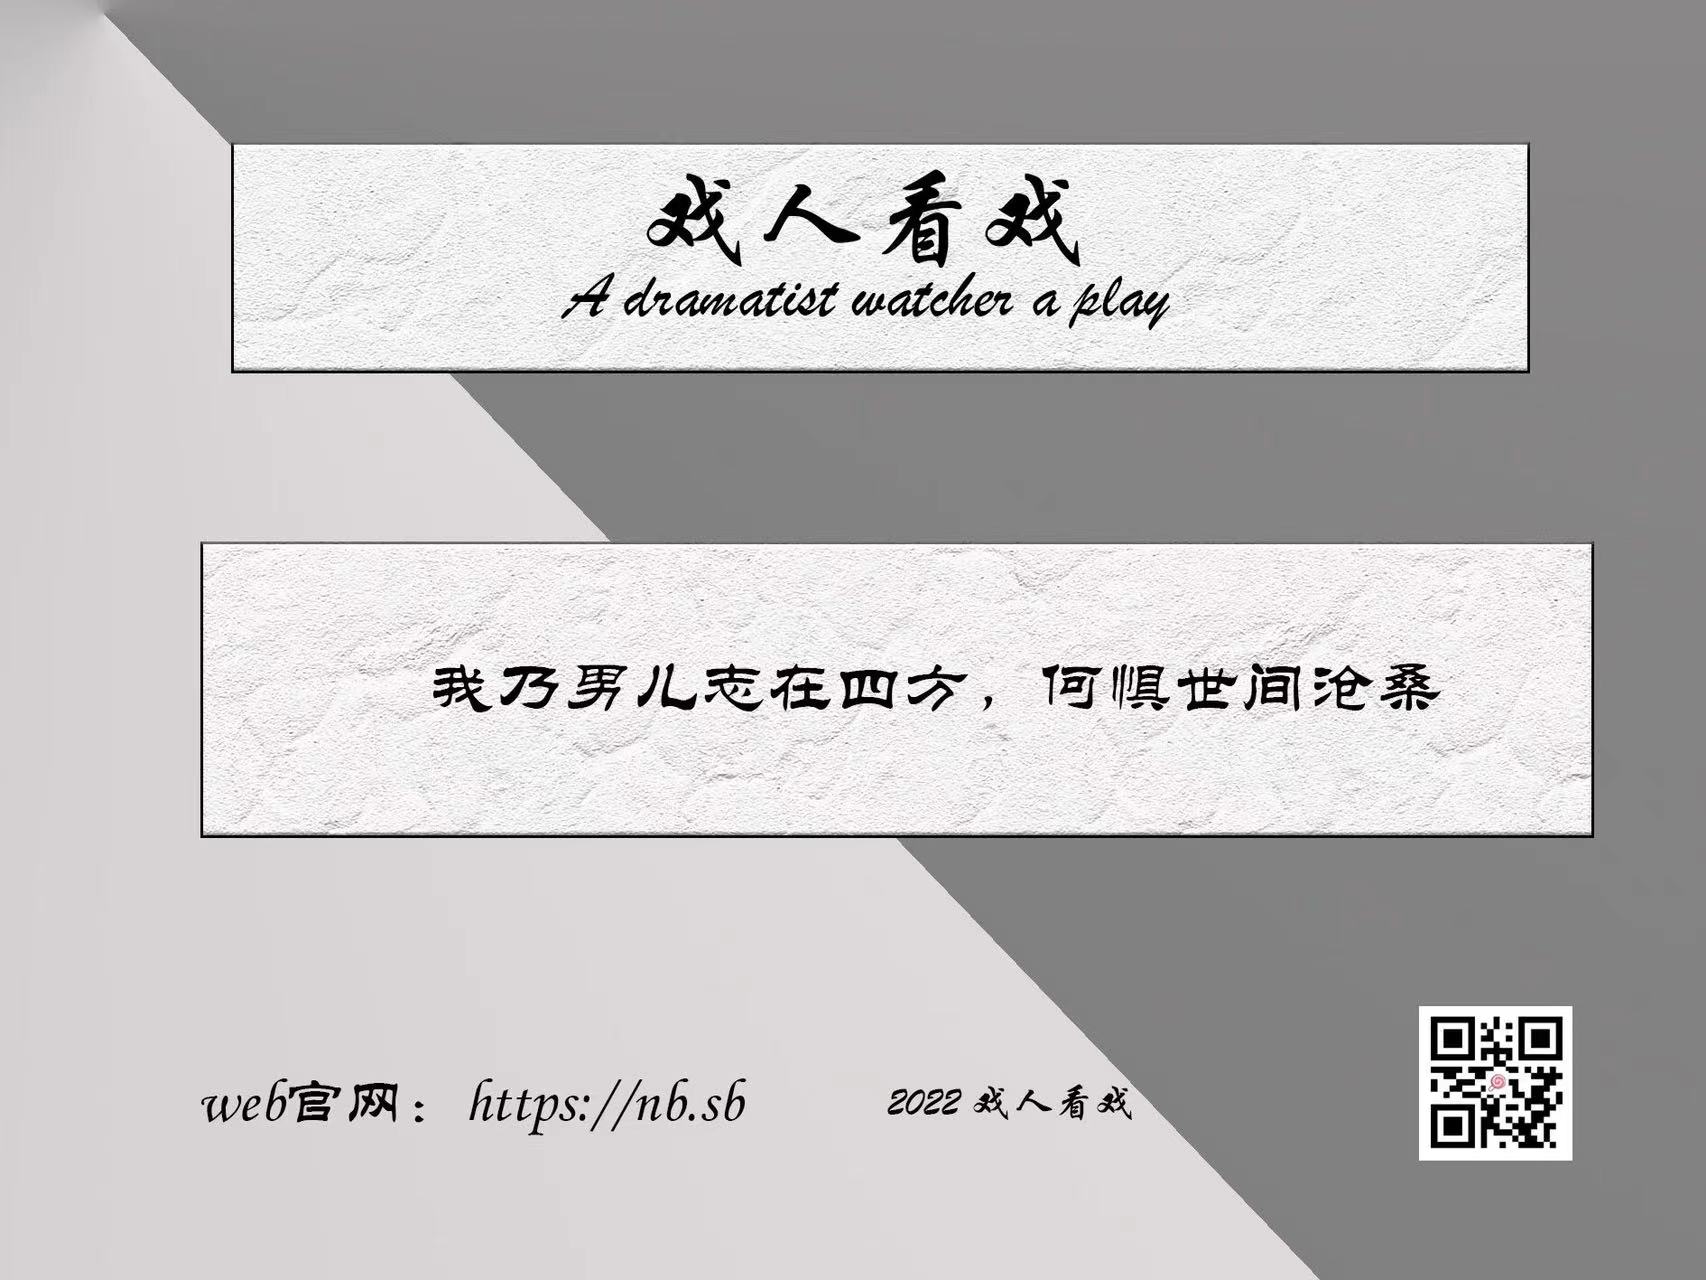 戏人看戏
A dramatist watcher a play
我乃男儿志在四方，何惧世间沧桑
web官网：https://nb.sb
2022 戏人看戏